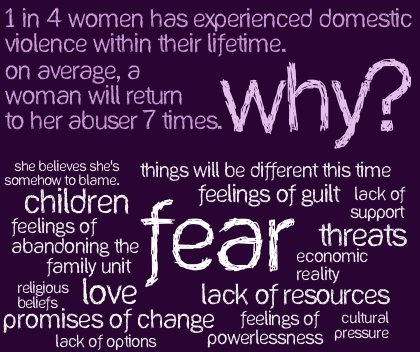 1 in 4 women has experienced domestic
violence within their lifetime.
on average, a
woman will return
to her abuser 7 times.
why?
she believes she's
somehow to blame.
things will be different this time
children
feelings of guilt
lack of
support
feelings of
abandoning the
family unit
fear
threats
economic
reality
religious
beliefs
love
lack of resources
promises of change
feelings of
powerlessness
cultural
pressure
lack of options